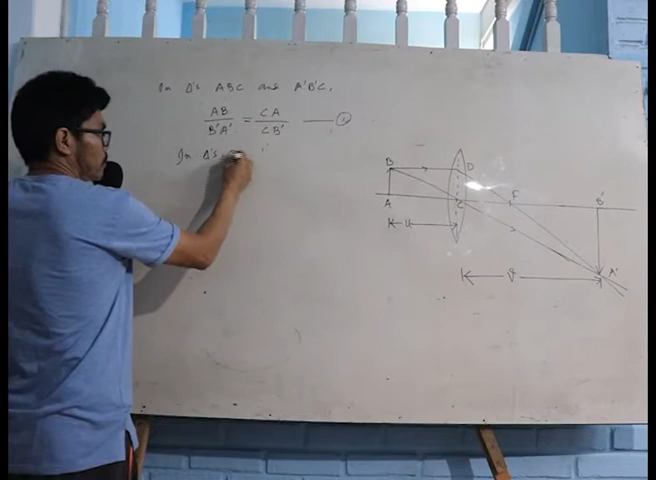 In Δ's ABC and A'B'C,
AB/B'A' = CA/CB' —— (1)
In Δ's
B
D
F
B'
A
C
u
A'
v